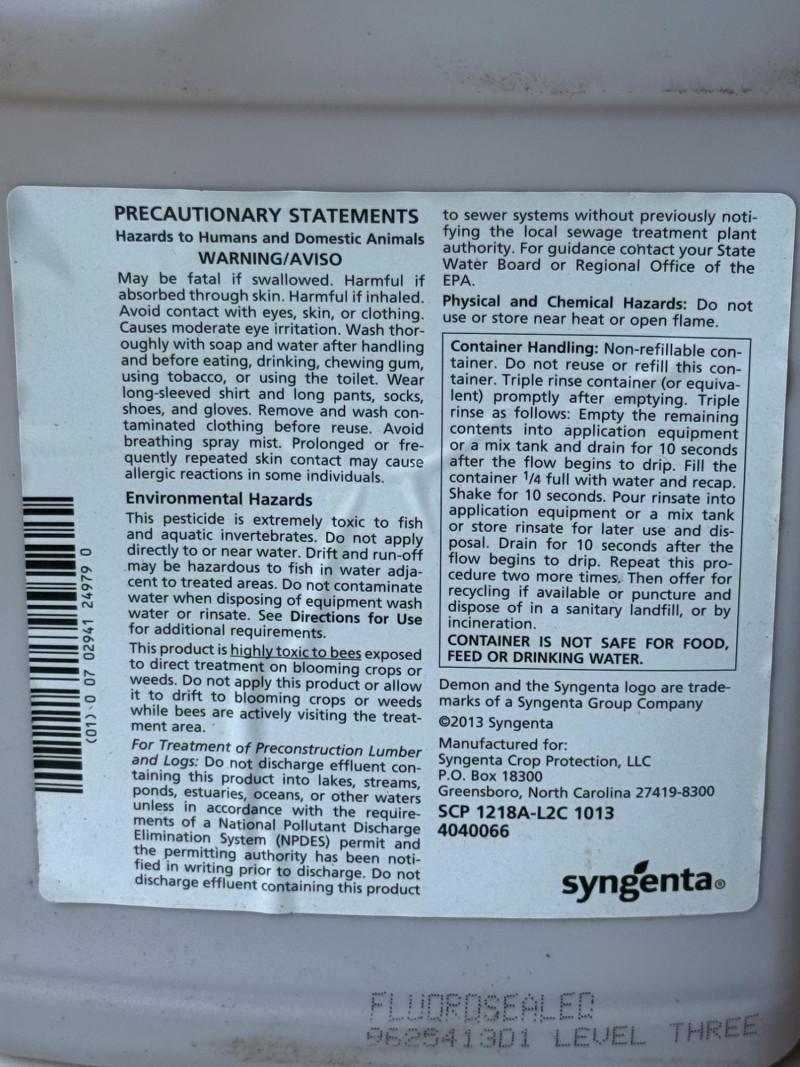 PRECAUTIONARY STATEMENTS
Hazards to Humans and Domestic Animals
WARNING/AVISO
May be fatal if swallowed. Harmful if
absorbed through skin. Harmful if inhaled.
Avoid contact with eyes, skin, or clothing.
Causes moderate eye irritation. Wash thor-
oughly with soap and water after handling
and before eating, drinking, chewing gum,
using tobacco, or using the toilet. Wear
long-sleeved shirt and long pants, socks,
shoes, and gloves. Remove and wash con-
taminated clothing before reuse. Avoid
breathing spray mist. Prolonged or fre-
quently repeated skin contact may cause
allergic reactions in some individuals.
Environmental Hazards
This pesticide is extremely toxic to fish
and aquatic invertebrates. Do not apply
directly to or near water. Drift and run-off
may be hazardous to fish in water adja-
cent to treated areas. Do not contaminate
water when disposing of equipment wash
water or rinsate. See Directions for Use
for additional requirements.
This product is highly toxic to bees exposed
to direct treatment on blooming crops or
weeds. Do not apply this product or allow
it to drift to blooming crops or weeds
while bees are actively visiting the treat-
ment area.
For Treatment of Preconstruction Lumber
and Logs: Do not discharge effluent con-
taining this product into lakes, streams,
ponds, estuaries, oceans, or other waters
unless in accordance with the require-
ments of a National Pollutant Discharge
Elimination System (NPDES) permit and
the permitting authority has been noti-
fied in writing prior to discharge. Do not
discharge effluent containing this product
to sewer systems without previously noti-
fying the local sewage treatment plant
authority. For guidance contact your State
Water Board or Regional Office of the
EPA.
Physical and Chemical Hazards: Do not
use or store near heat or open flame.
Container Handling: Non-refillable con-
tainer. Do not reuse or refill this con-
tainer. Triple rinse container (or equiva-
lent) promptly after emptying. Triple
rinse as follows: Empty the remaining
contents into application equipment
or a mix tank and drain for 10 seconds
after the flow begins to drip. Fill the
container 1/4 full with water and recap.
Shake for 10 seconds. Pour rinsate into
application equipment or a mix tank
or store rinsate for later use and dis-
posal. Drain for 10 seconds after the
flow begins to drip. Repeat this pro-
cedure two more times. Then offer for
recycling if available or puncture and
dispose of in a sanitary landfill, or by
incineration.
CONTAINER IS NOT SAFE FOR FOOD,
FEED OR DRINKING WATER.
Demon and the Syngenta logo are trade-
marks of a Syngenta Group Company
©2013 Syngenta
Manufactured for:
Syngenta Crop Protection, LLC
P.O. Box 18300
Greensboro, North Carolina 27419-8300
SCP 1218A-L2C 1013
4040066
syngenta®
(01) 0 07 02941 24979 0
FLUOROSEALED
962541301 LEVEL THREE